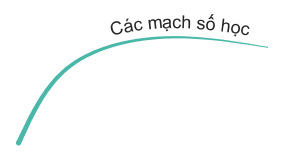 Các mạch số học